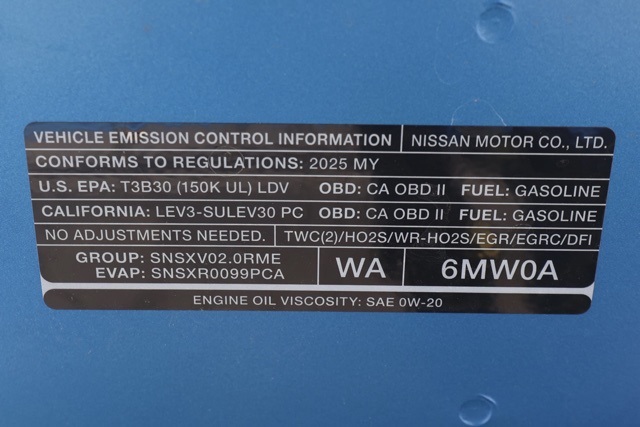 VEHICLE EMISSION CONTROL INFORMATION NISSAN MOTOR CO., LTD.
CONFORMS TO REGULATIONS: 2025 MY
U.S. EPA: T3B30 (150K UL) LDV OBD: CA OBD II FUEL: GASOLINE
CALIFORNIA: LEV3-SULEV30 PC OBD: CA OBD II FUEL: GASOLINE
NO ADJUSTMENTS NEEDED. TWC(2)/HO2S/WR-HO2S/EGR/EGRC/DFI
GROUP: SNSXV02.0RME
EVAP: SNSXR0099PCA
WA
6MW0A
ENGINE OIL VISCOSITY: SAE 0W-20